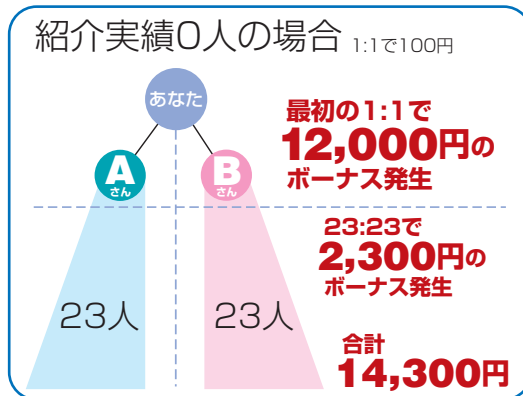 紹介実績0人の場合 1:1で100円
あなた
最初の1:1で
12,000円の
ボーナス発生
A
さん
B
さん
23:23で
2,300円の
ボーナス発生
23人
23人
合計
14,300円